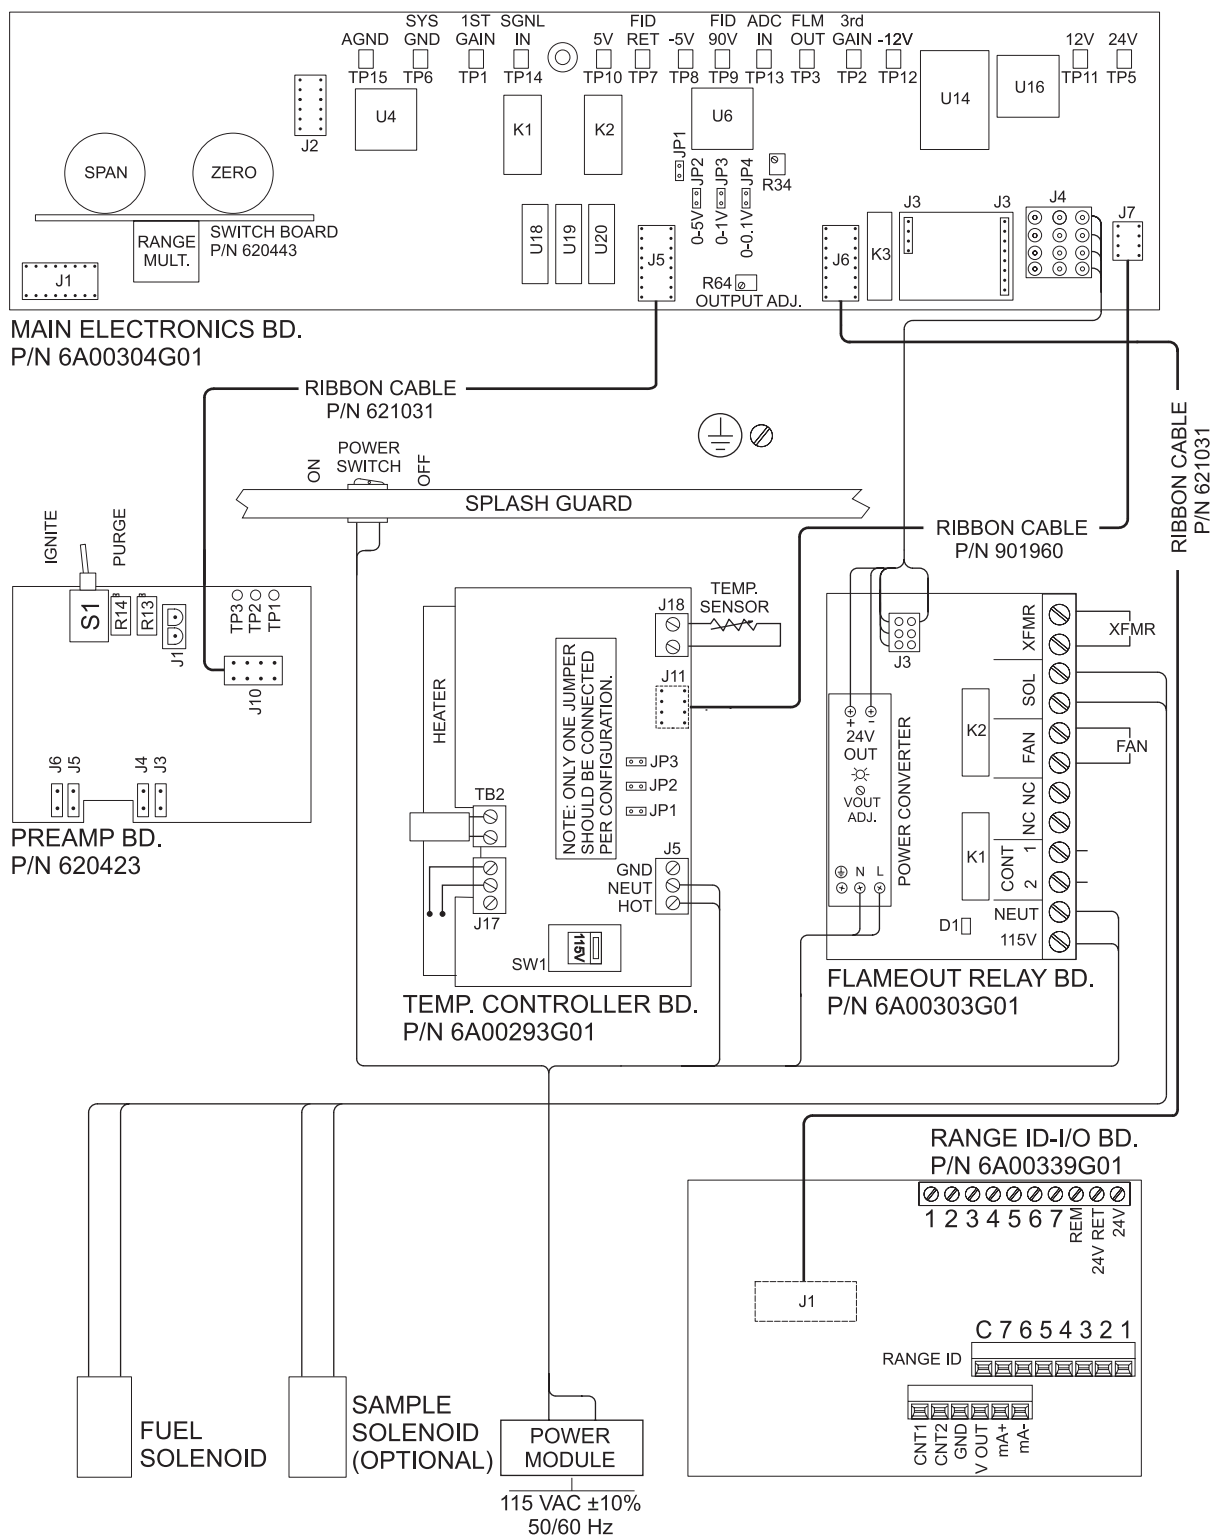 SYS 1ST SGNL FID FID ADC FLM 3rd
AGND GND GAIN IN 5V RET -5V 90V IN OUT GAIN -12V 12V 24V
TP15 TP6 TP1 TP14 TP10 TP7 TP8 TP9 TP13 TP3 TP2 TP12 TP11 TP5
J2
U4
K1
K2
U6
U14
U16
SPAN
ZERO
SWITCH BOARD
P/N 620443
RANGE
MULT.
J1
U18
U19
U20
J5
JP1
JP2
JP3
JP4
0-5V
0-1V
0-0.1V
R34
R64
OUTPUT ADJ.
J6
K3
J3
J3
J4
J7
MAIN ELECTRONICS BD.
P/N 6A00304G01
RIBBON CABLE
P/N 621031
RIBBON CABLE
P/N 621031
ON
POWER
SWITCH
OFF
SPLASH GUARD
RIBBON CABLE
P/N 901960
IGNITE
PURGE
S1
R14
R13
J1
TP3
TP2
TP1
J10
J6
J5
J4
J3
PREAMP BD.
P/N 620423
HEATER
NOTE: ONLY ONE JUMPER
SHOULD BE CONNECTED
PER CONFIGURATION.
J18
TEMP.
SENSOR
J11
JP3
JP2
JP1
TB2
J17
J5
GND
NEUT
HOT
SW1
115V
TEMP. CONTROLLER BD.
P/N 6A00293G01
J3
+ -
24V
OUT
VOUT
ADJ.
N L
POWER CONVERTER
K2
K1
D1
XFMR
SOL
FAN
NC NC
CONT
1
2
NEUT
115V
XFMR
FAN
FLAMEOUT RELAY BD.
P/N 6A00303G01
RANGE ID-I/O BD.
P/N 6A00339G01
1 2 3 4 5 6 7 REM 24V RET 24V
J1
C 7 6 5 4 3 2 1
RANGE ID
CNT1 CNT2 GND V OUT mA+ mA-
FUEL
SOLENOID
SAMPLE
SOLENOID
(OPTIONAL)
POWER
MODULE
115 VAC ±10%
50/60 Hz